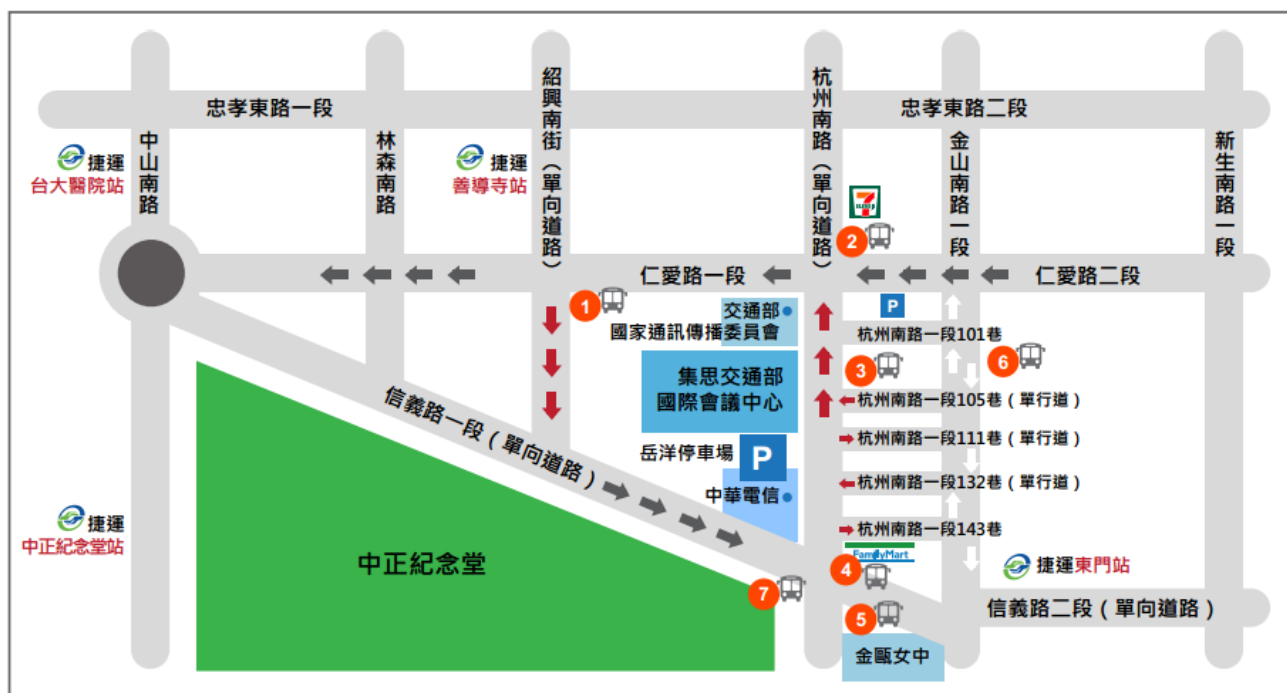 忠孝東路一段
忠孝東路二段
中山南路
林森南路
紹興南街(單向道路)
杭州南路(單向道路)
金山南路一段
新生南路一段
捷運
台大醫院站
捷運
善導寺站
7
ELEVEN
2
仁愛路一段
仁愛路二段
1
交通部
國家通訊傳播委員會
P
杭州南路一段101巷
3
6
集思交通部
國際會議中心
杭州南路一段105巷(單行道)
杭州南路一段111巷(單行道)
信義路一段(單向道路)
岳洋停車場
P
杭州南路一段132巷(單行道)
中華電信
杭州南路一段143巷
捷運
中正紀念堂站
中正紀念堂
FamilyMart
捷運東門站
4
7
5
信義路二段(單向道路)
金甌女中